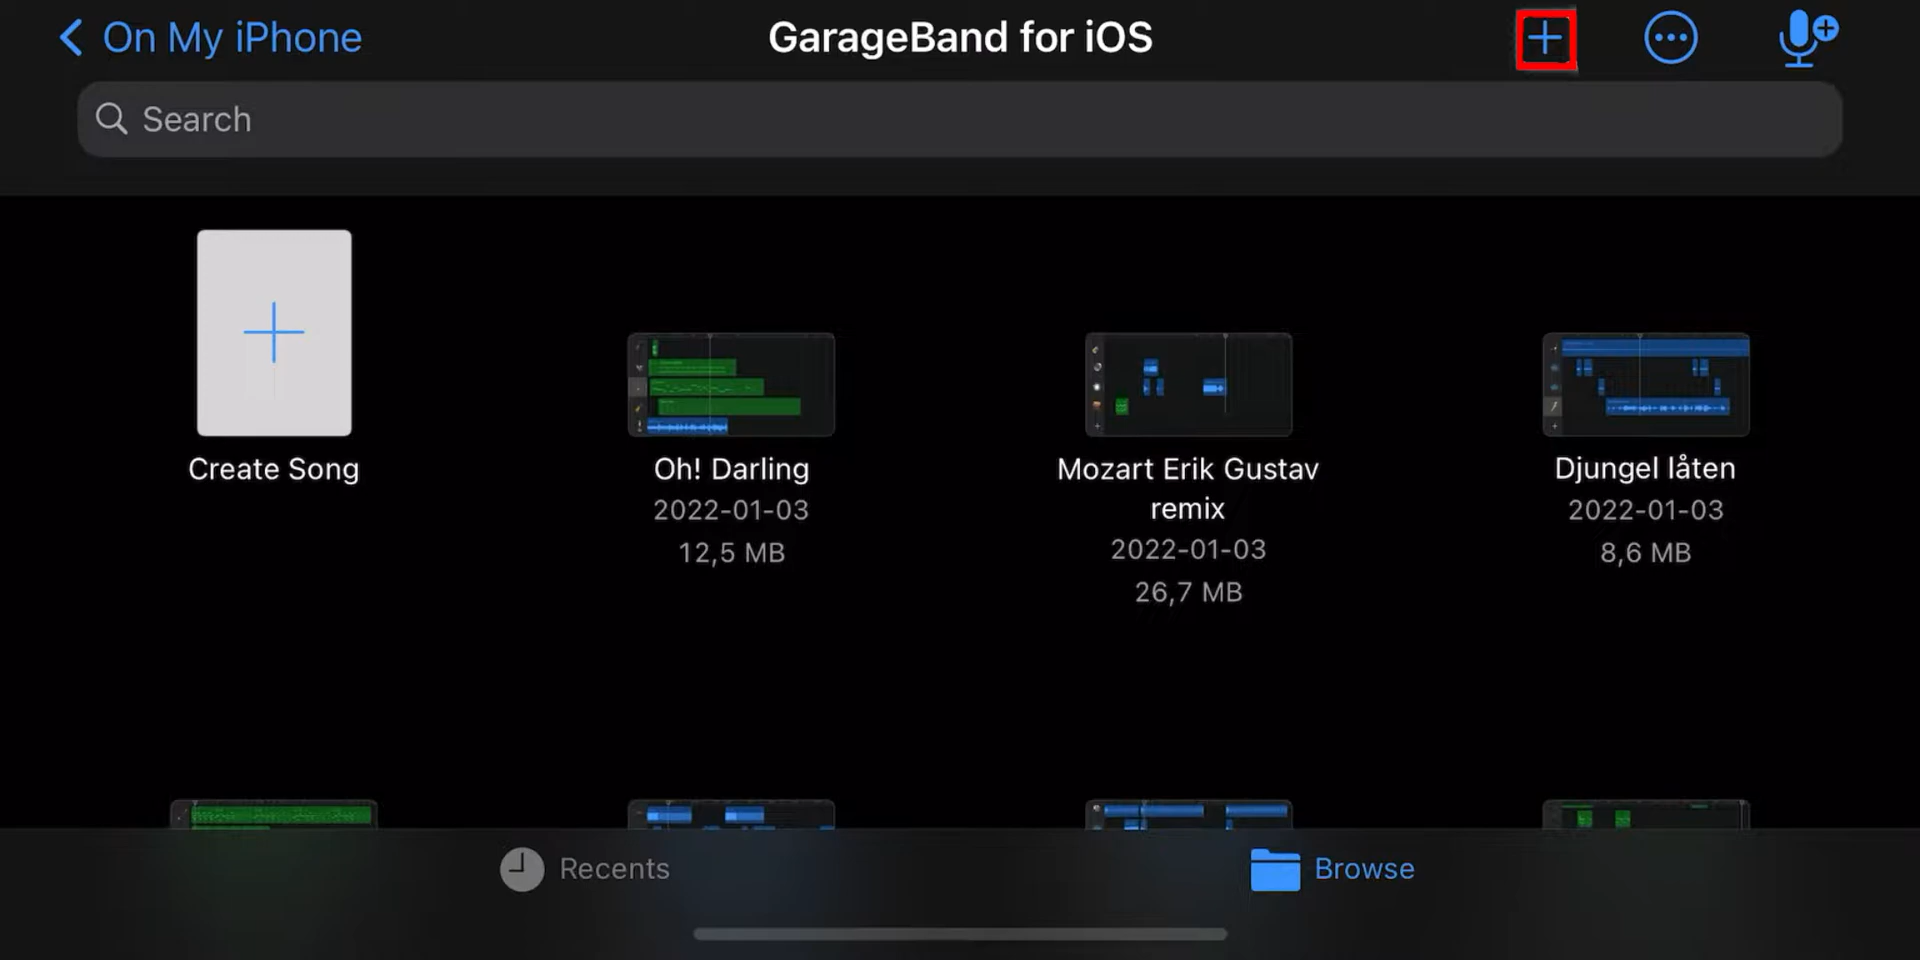 On My iPhone
GarageBand for iOS
Search
Create Song
Oh! Darling
2022-01-03
12,5 MB
Mozart Erik Gustav
remix
2022-01-03
26,7 MB
Djungel låten
2022-01-03
8,6 MB
Recents
Browse